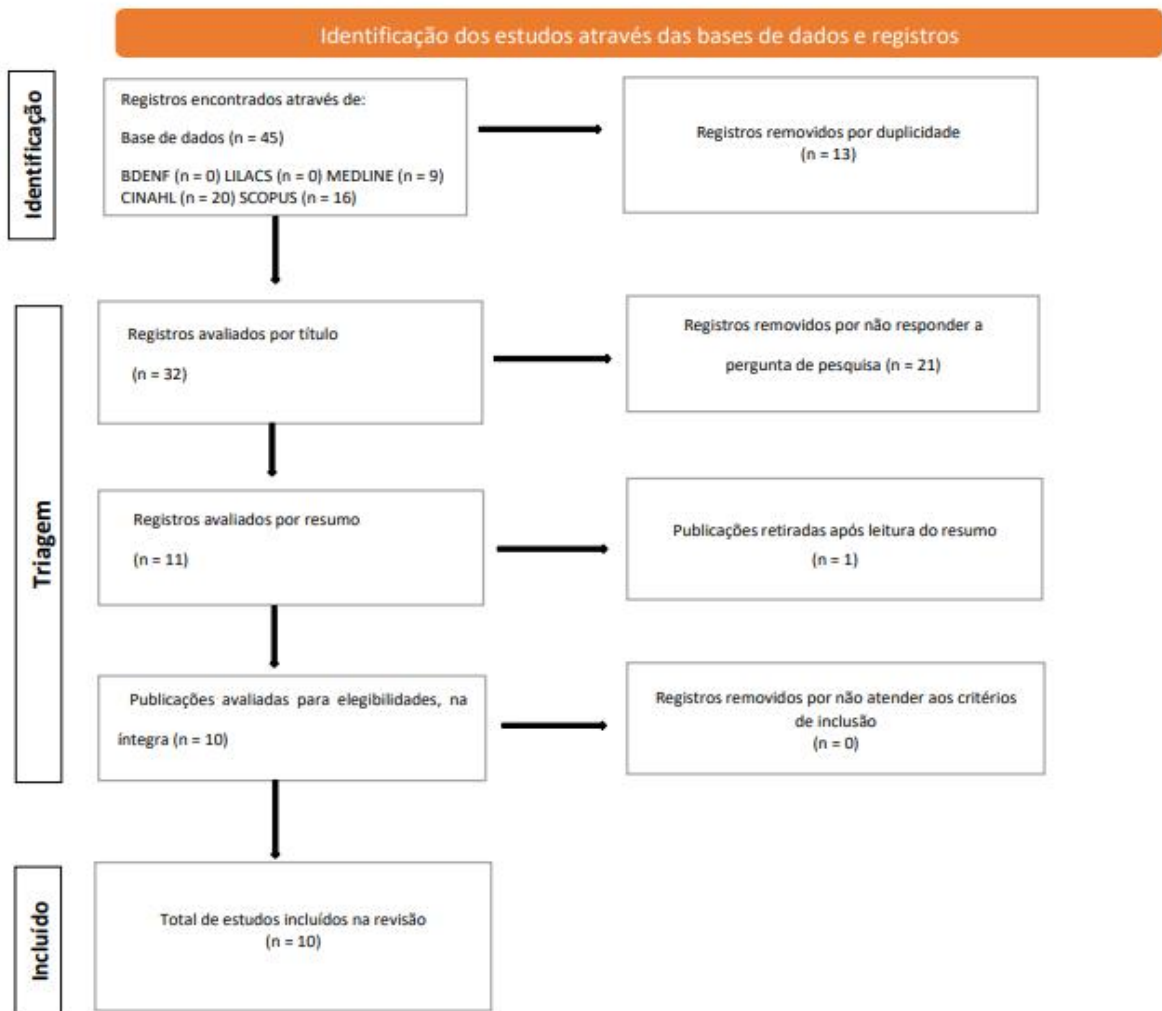 Identificação dos estudos através das bases de dados e registros
Identificação
Registros encontrados através de:
Base de dados (n = 45)
BDENF (n = 0) LILACS (n = 0) MEDLINE (n = 9)
CINAHL (n = 20) SCOPUS (n = 16)
Registros removidos por duplicidade
(n = 13)
Triagem
Registros avaliados por título
(n = 32)
Registros removidos por não responder a
pergunta de pesquisa (n = 21)
Registros avaliados por resumo
(n = 11)
Publicações retiradas após leitura do resumo
(n = 1)
Publicações avaliadas para elegibilidades, na
íntegra (n = 10)
Registros removidos por não atender aos critérios
de inclusão
(n = 0)
Incluído
Total de estudos incluídos na revisão
(n = 10)